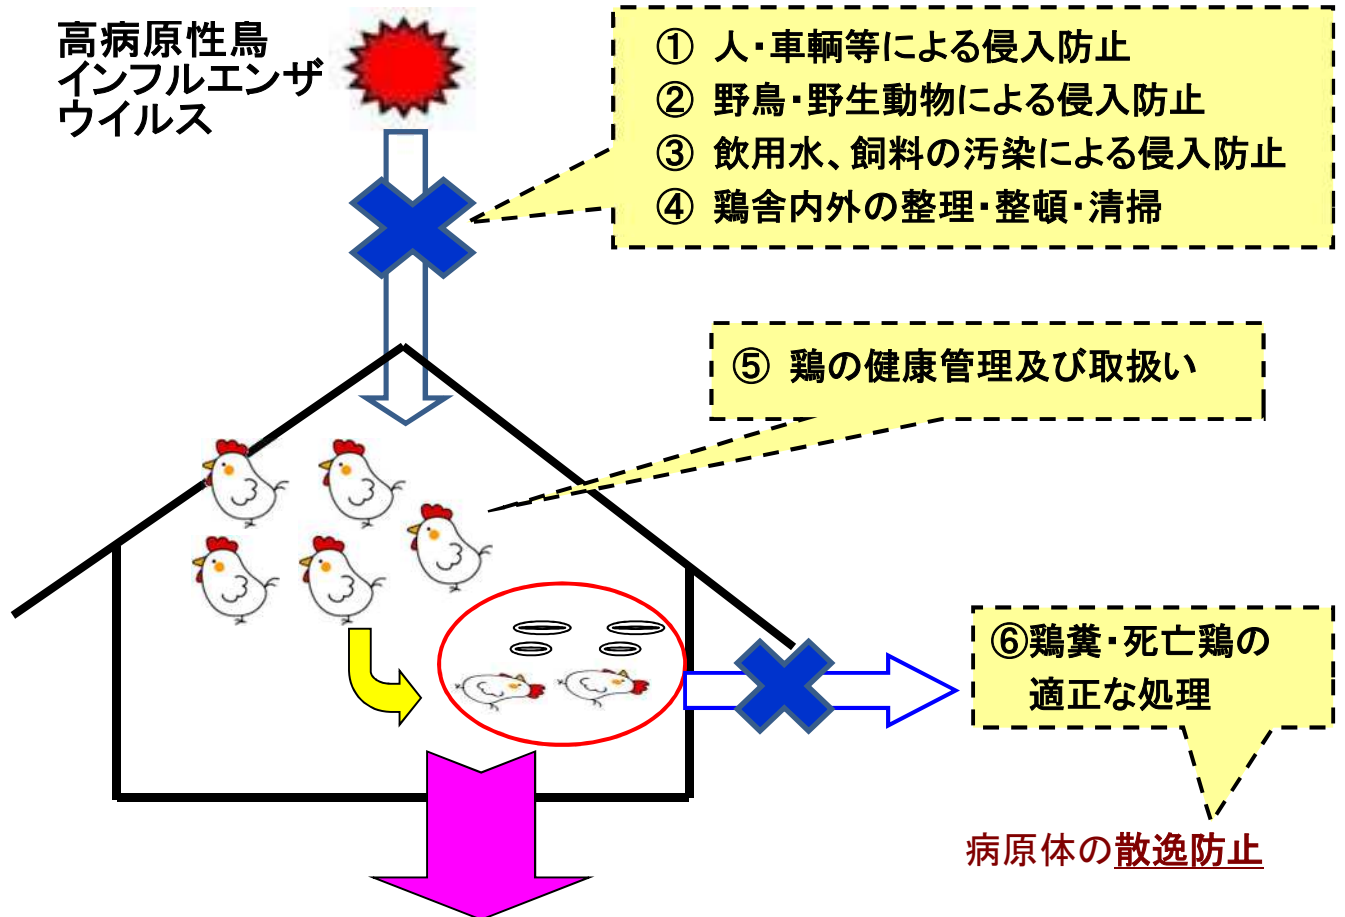 高病原性鳥
インフルエンザ
ウイルス
① 人・車輌等による侵入防止
② 野鳥・野生動物による侵入防止
③ 飲用水、飼料の汚染による侵入防止
④ 鶏舎内外の整理・整頓・清掃
⑤ 鶏の健康管理及び取扱い
⑥鶏糞・死亡鶏の
適正な処理
病原体の散逸防止